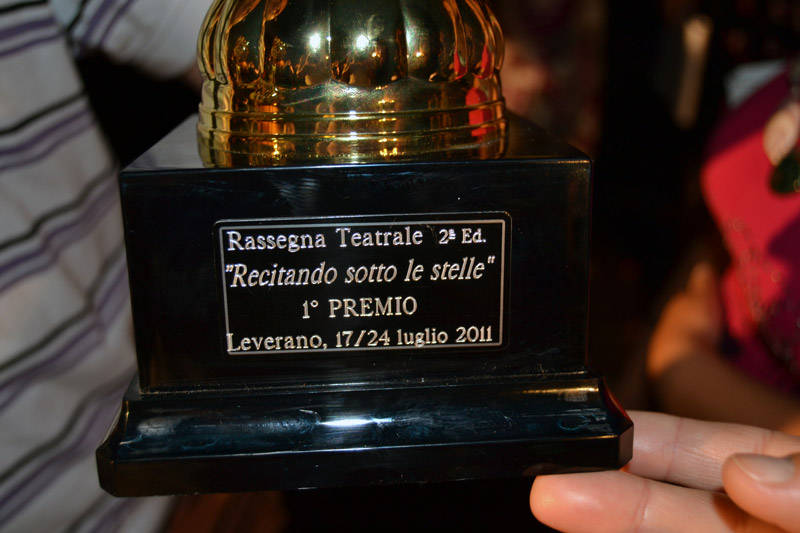 Rassegna Teatrale 2ª Ed.
"Recitando sotto le stelle"
1° PREMIO
Leverano, 17/24 luglio 2011